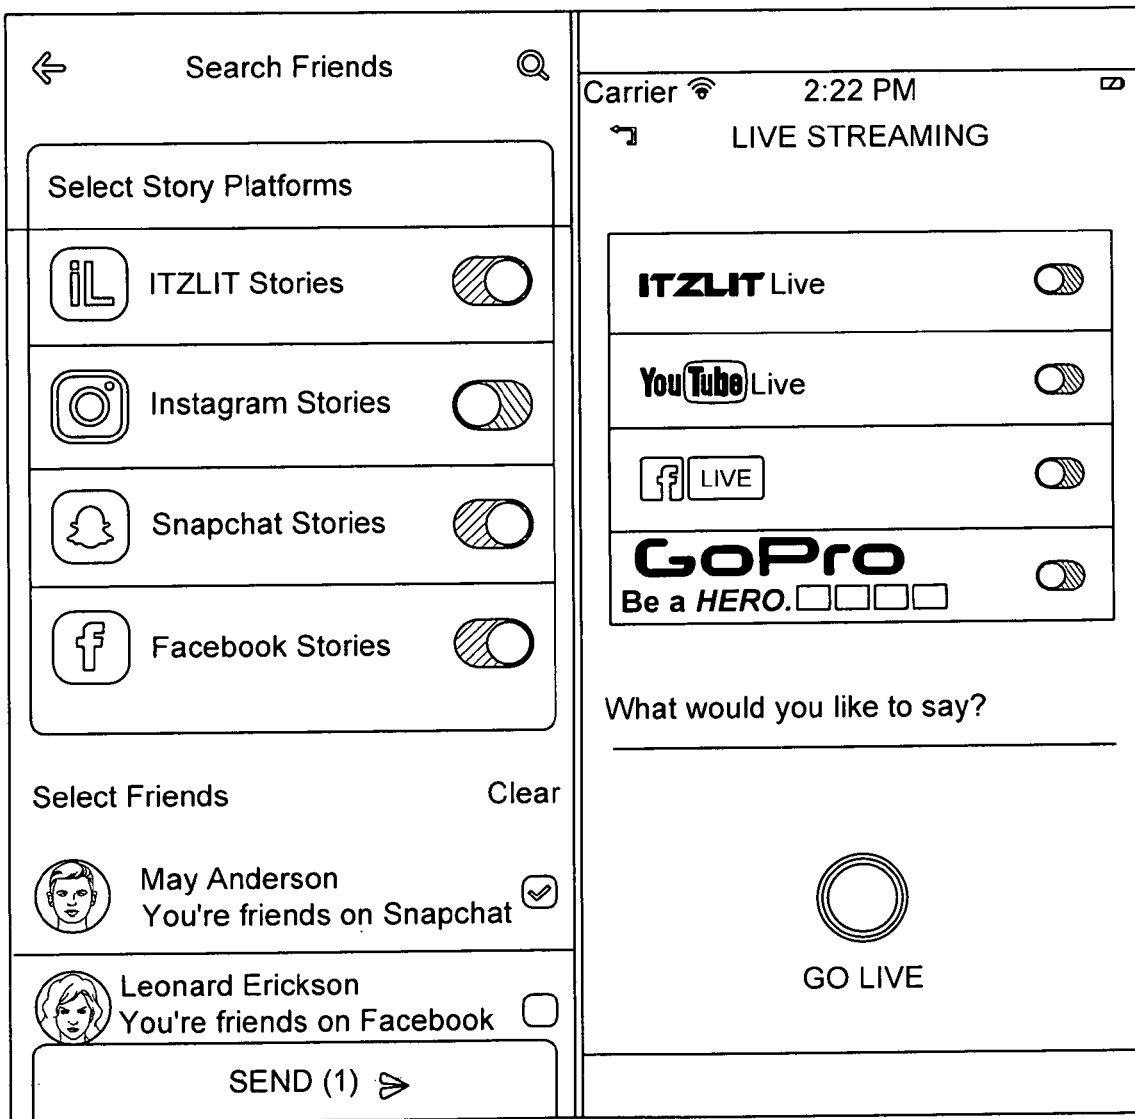 Search Friends
Select Story Platforms
iL
ITZLIT Stories
Instagram Stories
Snapchat Stories
f
Facebook Stories
Select Friends
Clear
May Anderson
You're friends on Snapchat
Leonard Erickson
You're friends on Facebook
SEND (1)
Carrier 2:22 PM
LIVE STREAMING
ITZLIT Live
YouTube Live
f LIVE
GoPro
Be a HERO.
What would you like to say?
GO LIVE